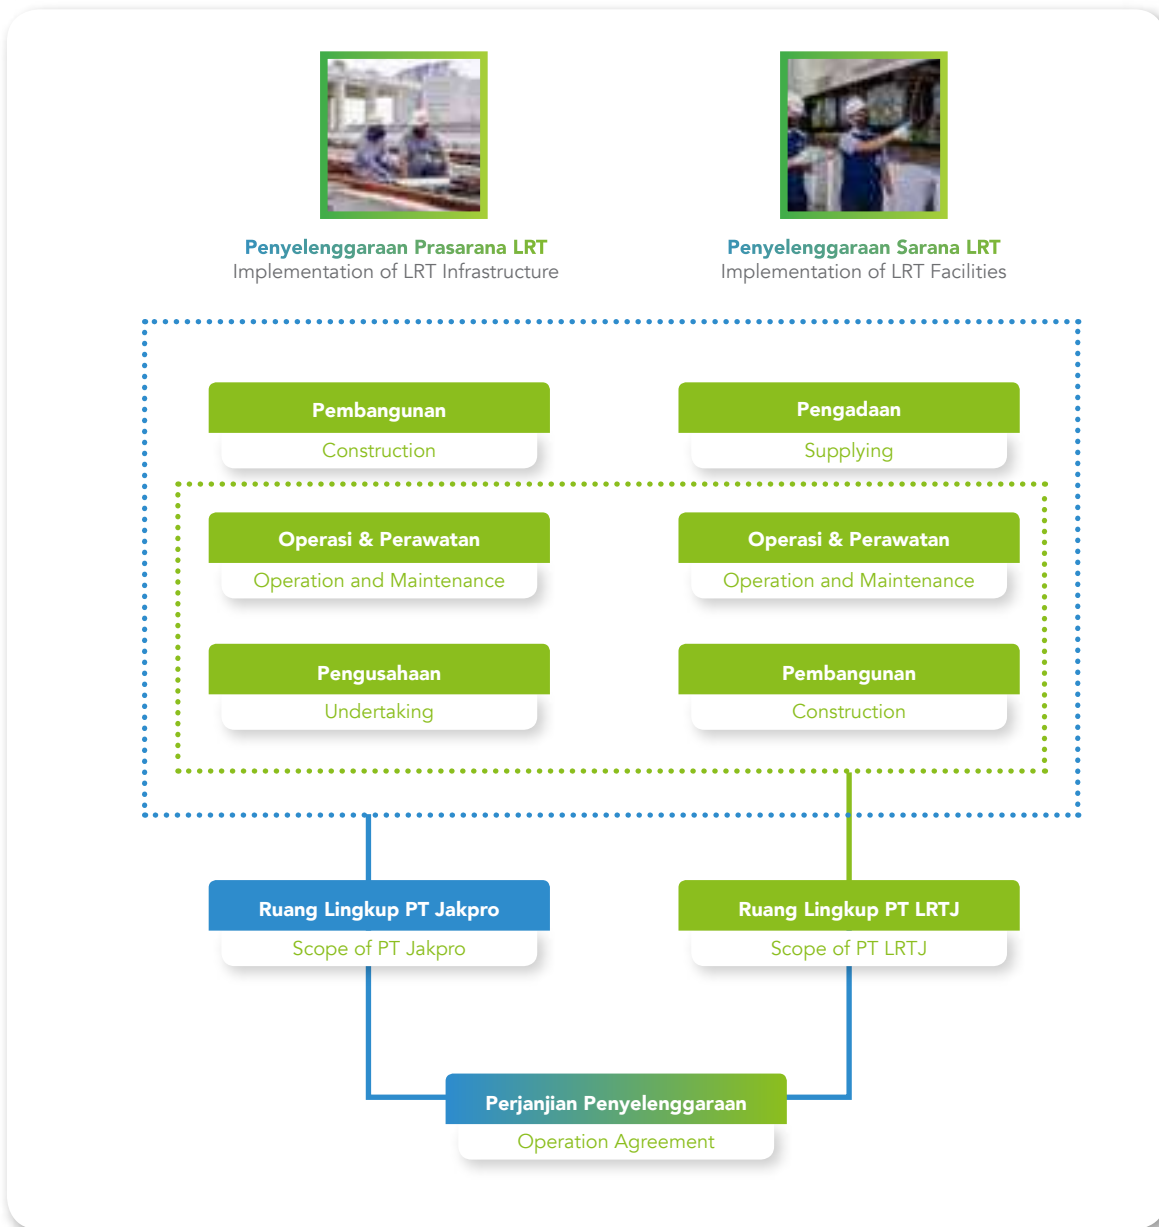 Penyelenggaraan Prasarana LRT
Implementation of LRT Infrastructure
Penyelenggaraan Sarana LRT
Implementation of LRT Facilities
Pembangunan
Construction
Pengadaan
Supplying
Operasi & Perawatan
Operation and Maintenance
Operasi & Perawatan
Operation and Maintenance
Pengusahaan
Undertaking
Pembangunan
Construction
Ruang Lingkup PT Jakpro
Scope of PT Jakpro
Ruang Lingkup PT LRTJ
Scope of PT LRTJ
Perjanjian Penyelenggaraan
Operation Agreement